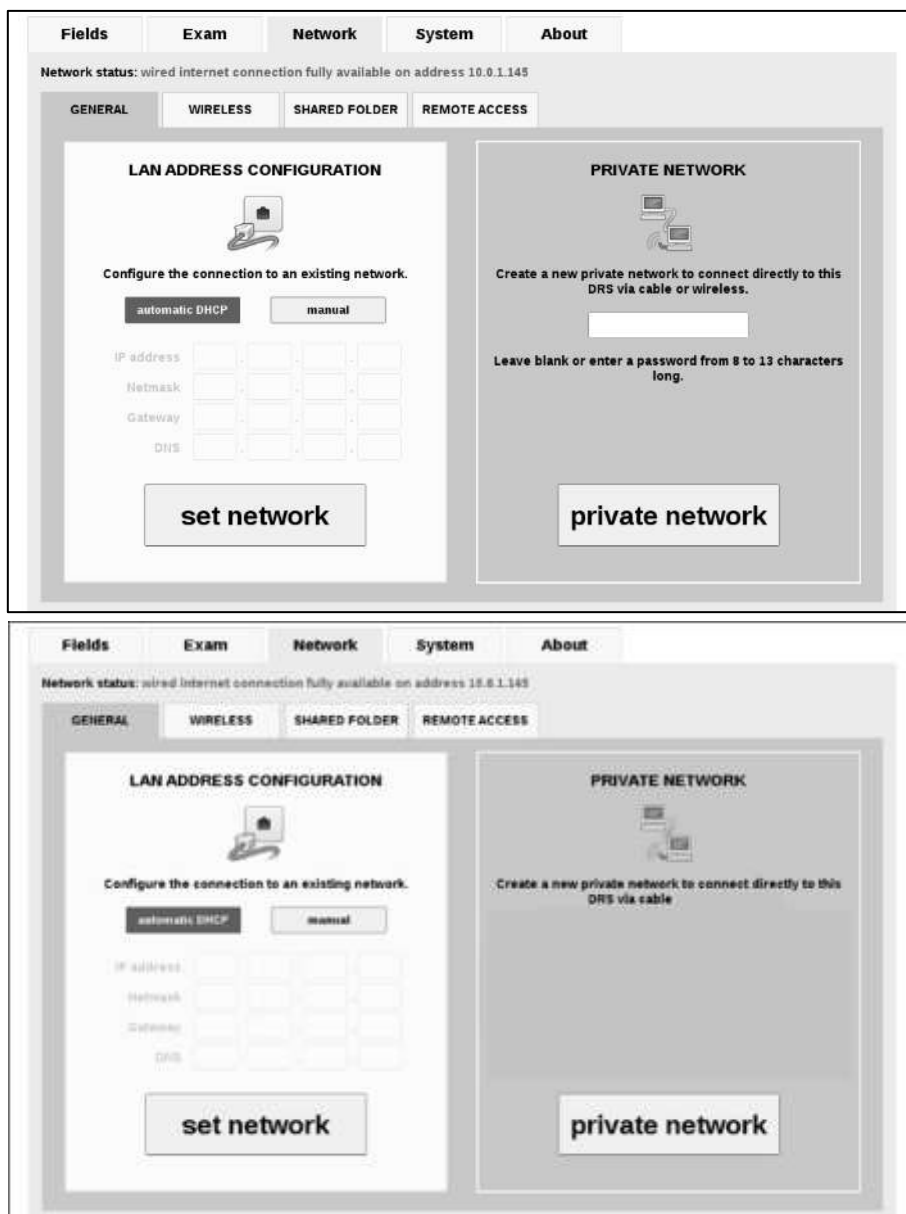 Fields Exam Network System About
Network status: wired internet connection fully available on address 10.0.1.145
GENERAL WIRELESS SHARED FOLDER REMOTE ACCESS
LAN ADDRESS CONFIGURATION
Configure the connection to an existing network.
automatic DHCP manual
IP address
Netmask
Gateway
DNS
set network
PRIVATE NETWORK
Create a new private network to connect directly to this
DRS via cable or wireless.
Leave blank or enter a password from 8 to 13 characters
long.
private network
Fields Exam Network System About
Network status: wired internet connection fully available on address
GENERAL WIRELESS SHARED FOLDER REMOTE ACCESS
LAN ADDRESS CONFIGURATION
Configure the connection to an existing network.
automatic DHCP manual
IP address
Netmask
Gateway
DNS
set network
PRIVATE NETWORK
Create a new private network to connect directly to this
DRS via cable
private network